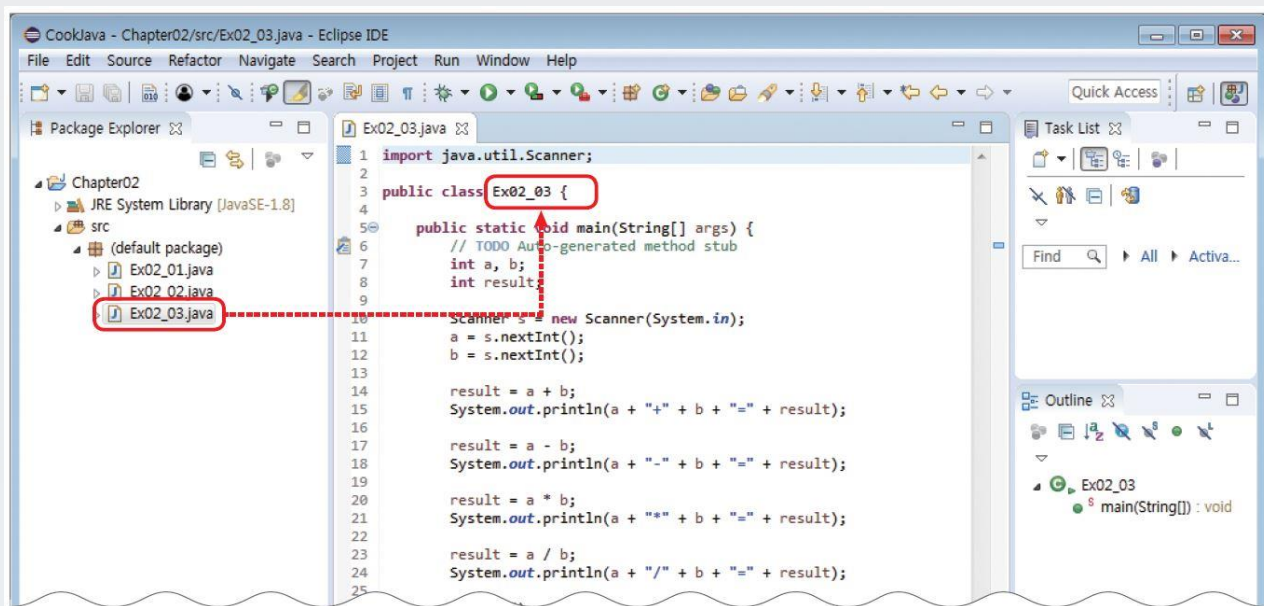 CookJava - Chapter02/src/Ex02_03.java - Eclipse IDE
File Edit Source Refactor Navigate Search Project Run Window Help
Quick Access
Package Explorer
Chapter02
JRE System Library [JavaSE-1.8]
src
(default package)
Ex02_01.java
Ex02_02.java
Ex02_03.java
Ex02_03.java
1 import java.util.Scanner;
2
3 public class Ex02_03 {
4
5 public static void main(String[] args) {
6 // TODO Auto-generated method stub
7 int a, b;
8 int result;
9
10 Scanner s = new Scanner(System.in);
11 a = s.nextInt();
12 b = s.nextInt();
13
14 result = a + b;
15 System.out.println(a + "+" + b + "=" + result);
16
17 result = a - b;
18 System.out.println(a + "-" + b + "=" + result);
19
20 result = a * b;
21 System.out.println(a + "*" + b + "=" + result);
22
23 result = a / b;
24 System.out.println(a + "/" + b + "=" + result);
25
Task List
Find All Activa...
Outline
Ex02_03
main(String[]) : void